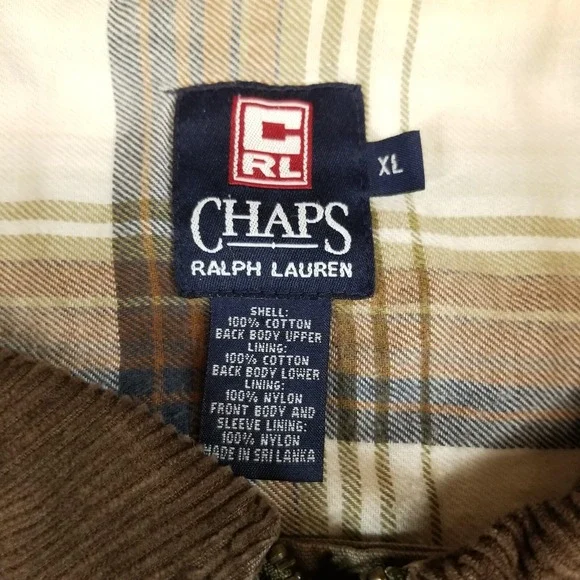 C
RL
XL
CHAPS
RALPH LAUREN
SHELL:
100% COTTON
BACK BODY UPPER
LINING:
100% COTTON
BACK BODY LOWER
LINING:
100% NYLON
FRONT BODY AND
SLEEVE LINING:
100% NYLON
MADE IN SRI LANKA